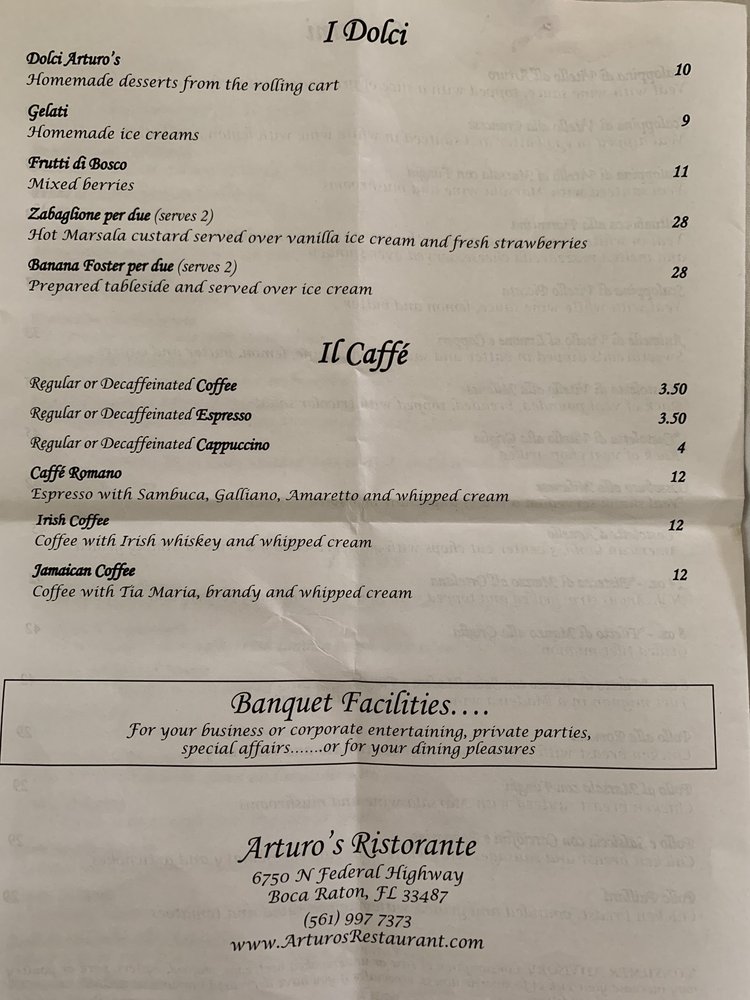 I Dolci
Dolci Arturo's 10
Homemade desserts from the rolling cart
Gelati 9
Homemade ice creams
Frutti di Bosco 11
Mixed berries
Zabaglione per due (serves 2) 28
Hot Marsala custard served over vanilla ice cream and fresh strawberries
Banana Foster per due (serves 2) 28
Prepared tableside and served over ice cream
Il Caffé
Regular or Decaffeinated Coffee 3.50
Regular or Decaffeinated Espresso 3.50
Regular or Decaffeinated Cappuccino 4
Caffé Romano 12
Espresso with Sambuca, Galliano, Amaretto and whipped cream
Irish Coffee 12
Coffee with Irish whiskey and whipped cream
Jamaican Coffee 12
Coffee with Tia Maria, brandy and whipped cream
Banquet Facilities....
For your business or corporate entertaining, private parties,
special affairs.......or for your dining pleasures
Arturo's Ristorante
6750 N Federal Highway
Boca Raton, FL 33487
(561) 997 7373
www.ArturosRestaurant.com